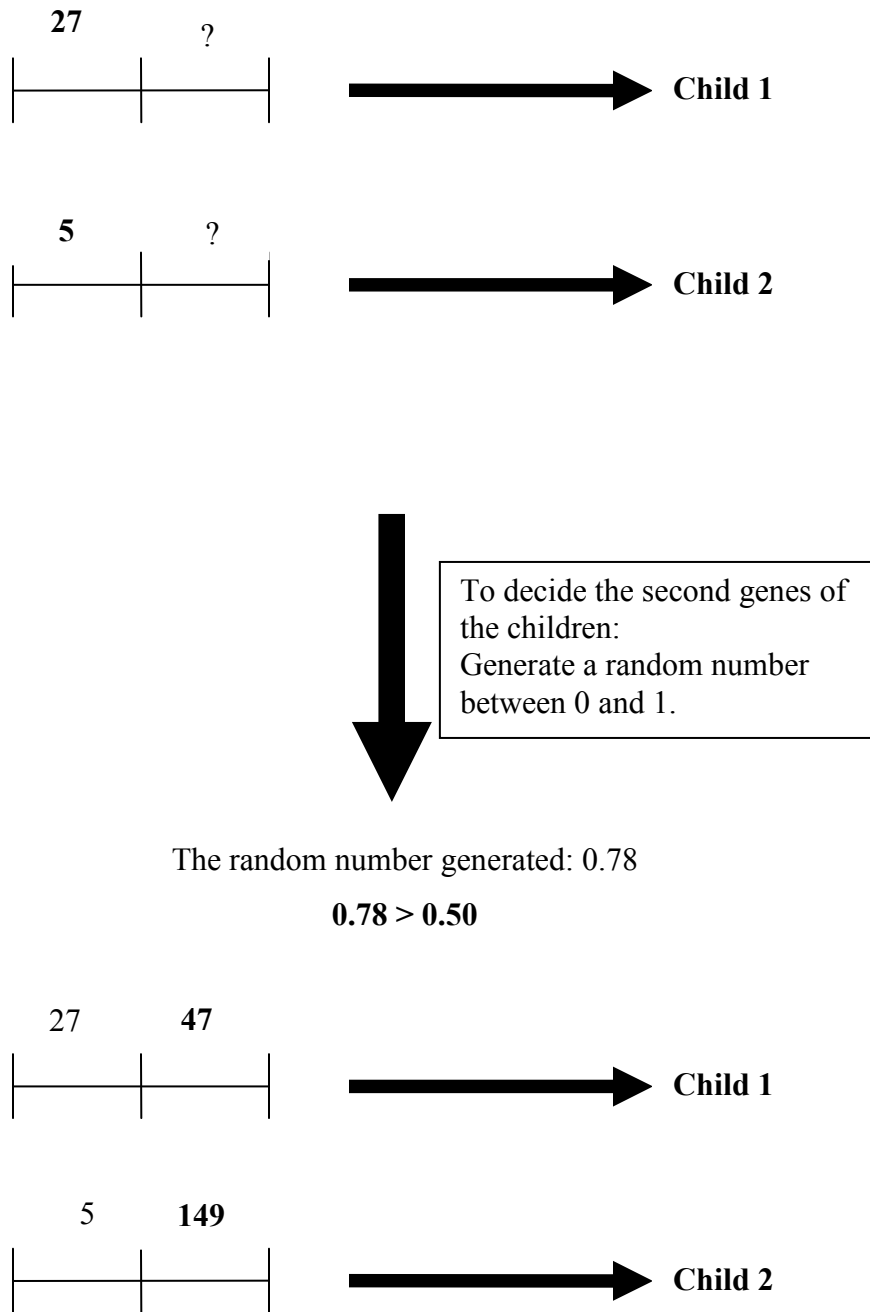 27 ?
Child 1
5 ?
Child 2
To decide the second genes of
the children:
Generate a random number
between 0 and 1.
The random number generated: 0.78
0.78 > 0.50
27 47
Child 1
5 149
Child 2